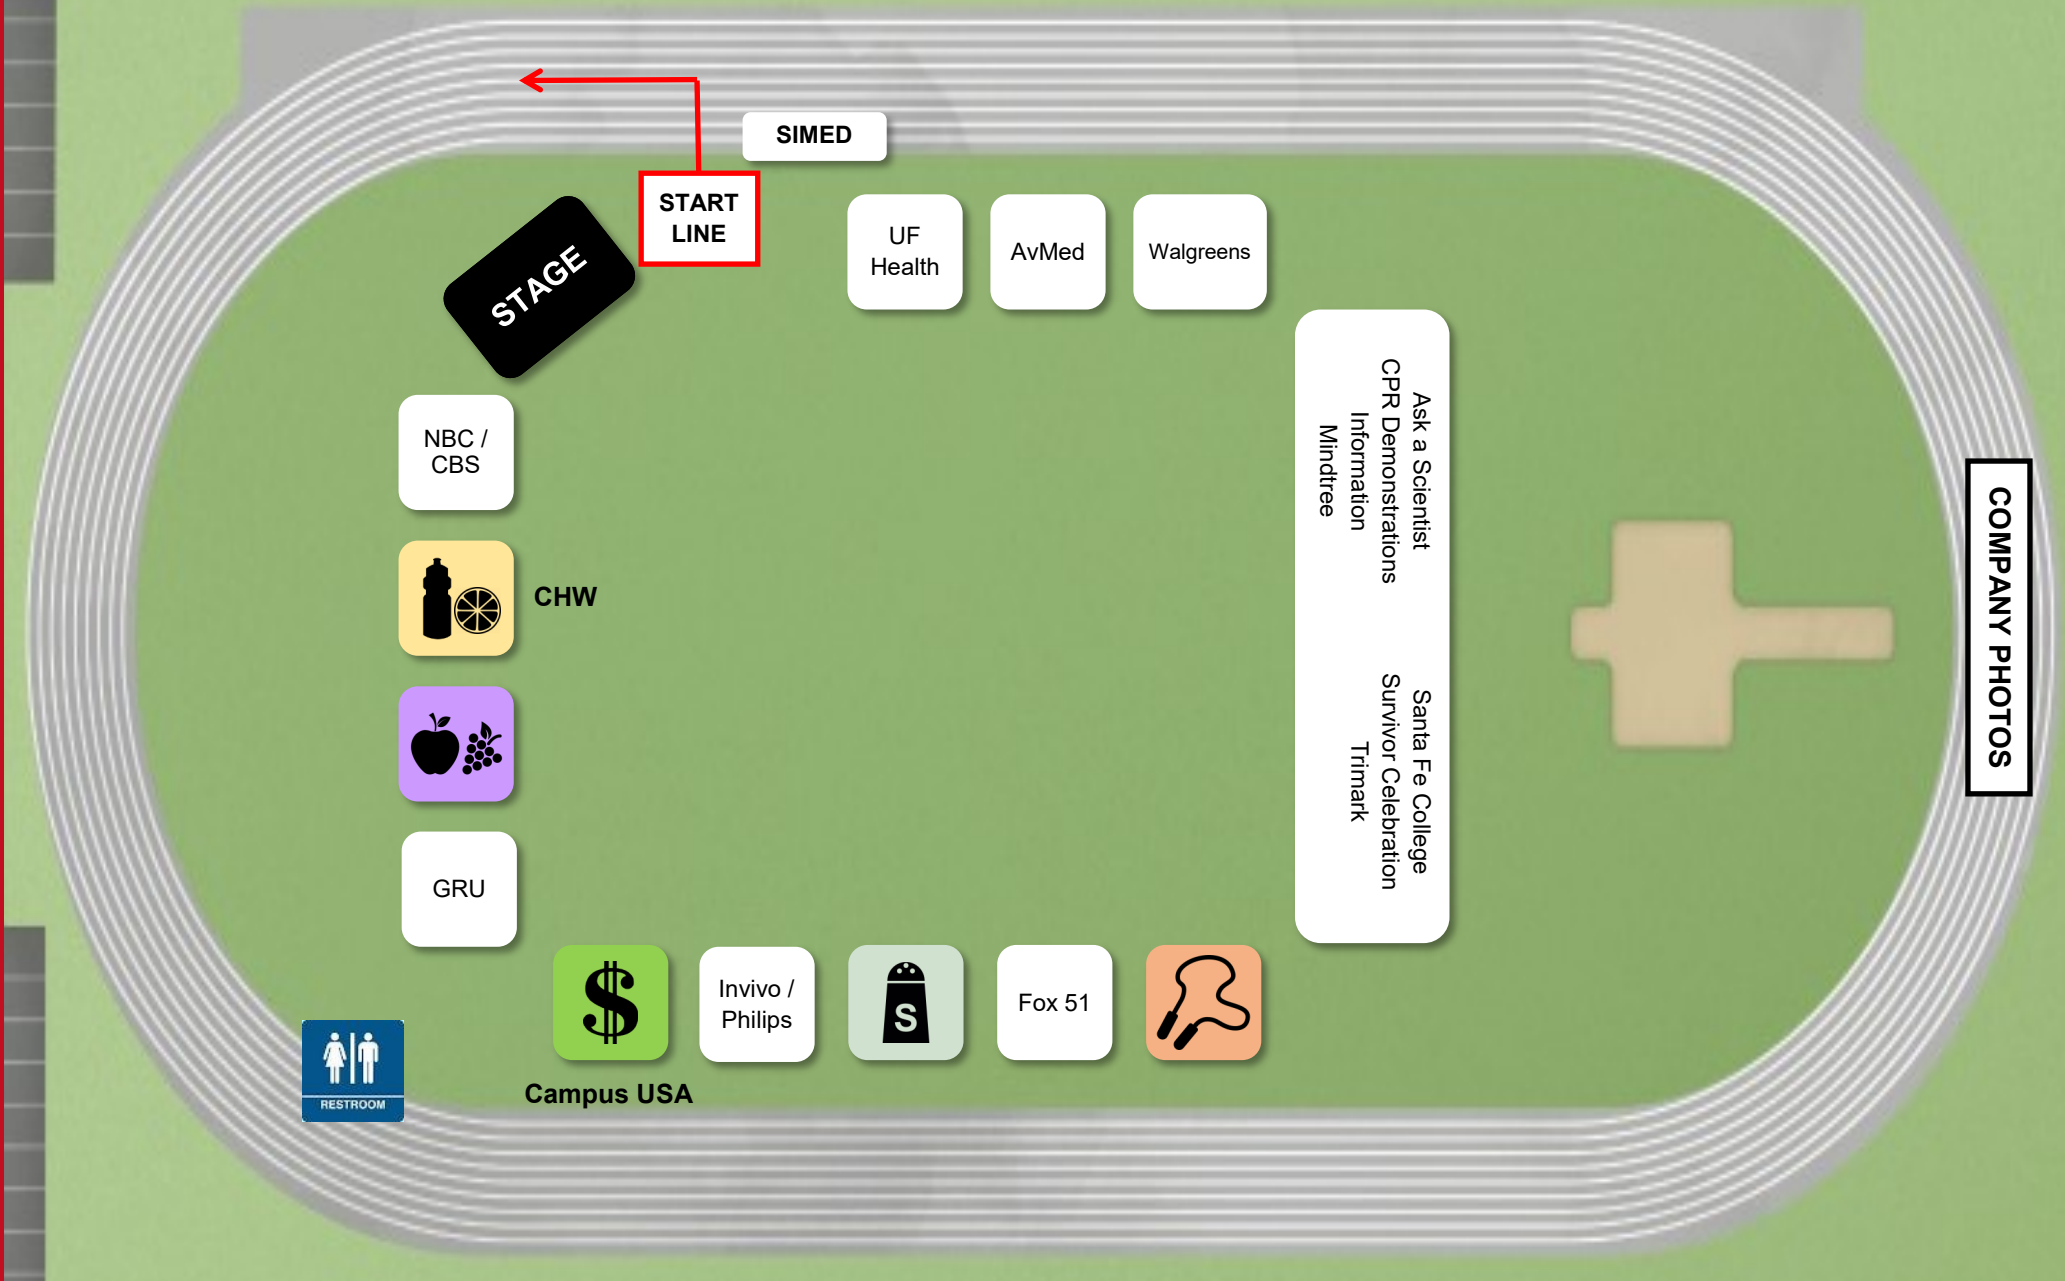 SIMED
START
LINE
STAGE
UF
Health
AvMed
Walgreens
NBC /
CBS
CHW
GRU
Ask a Scientist
CPR Demonstrations
Information
Mindtree
Santa Fe College
Survivor Celebration
Trimark
COMPANY PHOTOS
$
Invivo /
Philips
S
Fox 51
Campus USA
RESTROOM